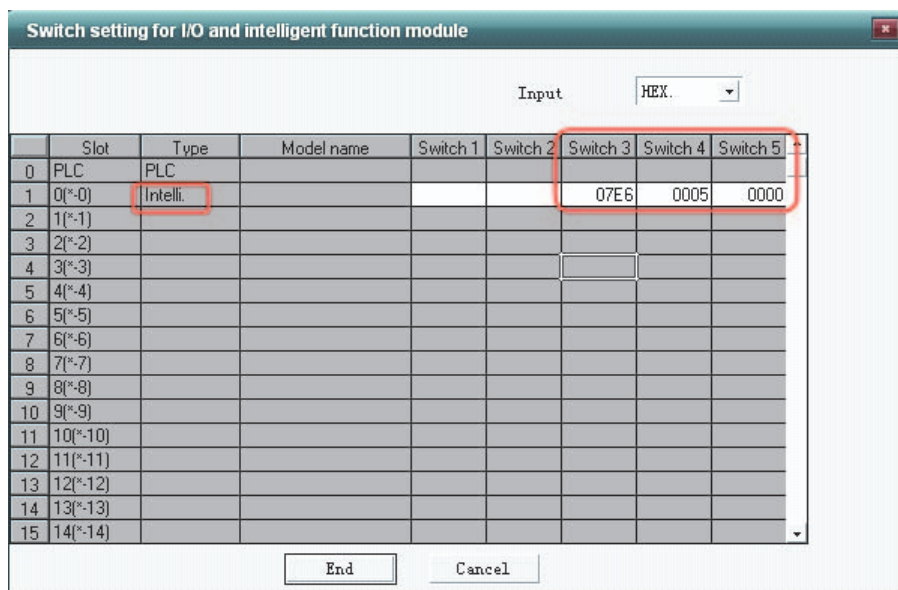 Switch setting for I/O and intelligent function module
Input HEX.
Slot Type Model name Switch 1 Switch 2 Switch 3 Switch 4 Switch 5
0 PLC PLC
1 0(*-0) Intelli. 07E6 0005 0000
2 1(*-1)
3 2(*-2)
4 3(*-3)
5 4(*-4)
6 5(*-5)
7 6(*-6)
8 7(*-7)
9 8(*-8)
10 9(*-9)
11 10(*-10)
12 11(*-11)
13 12(*-12)
14 13(*-13)
15 14(*-14)
End Cancel